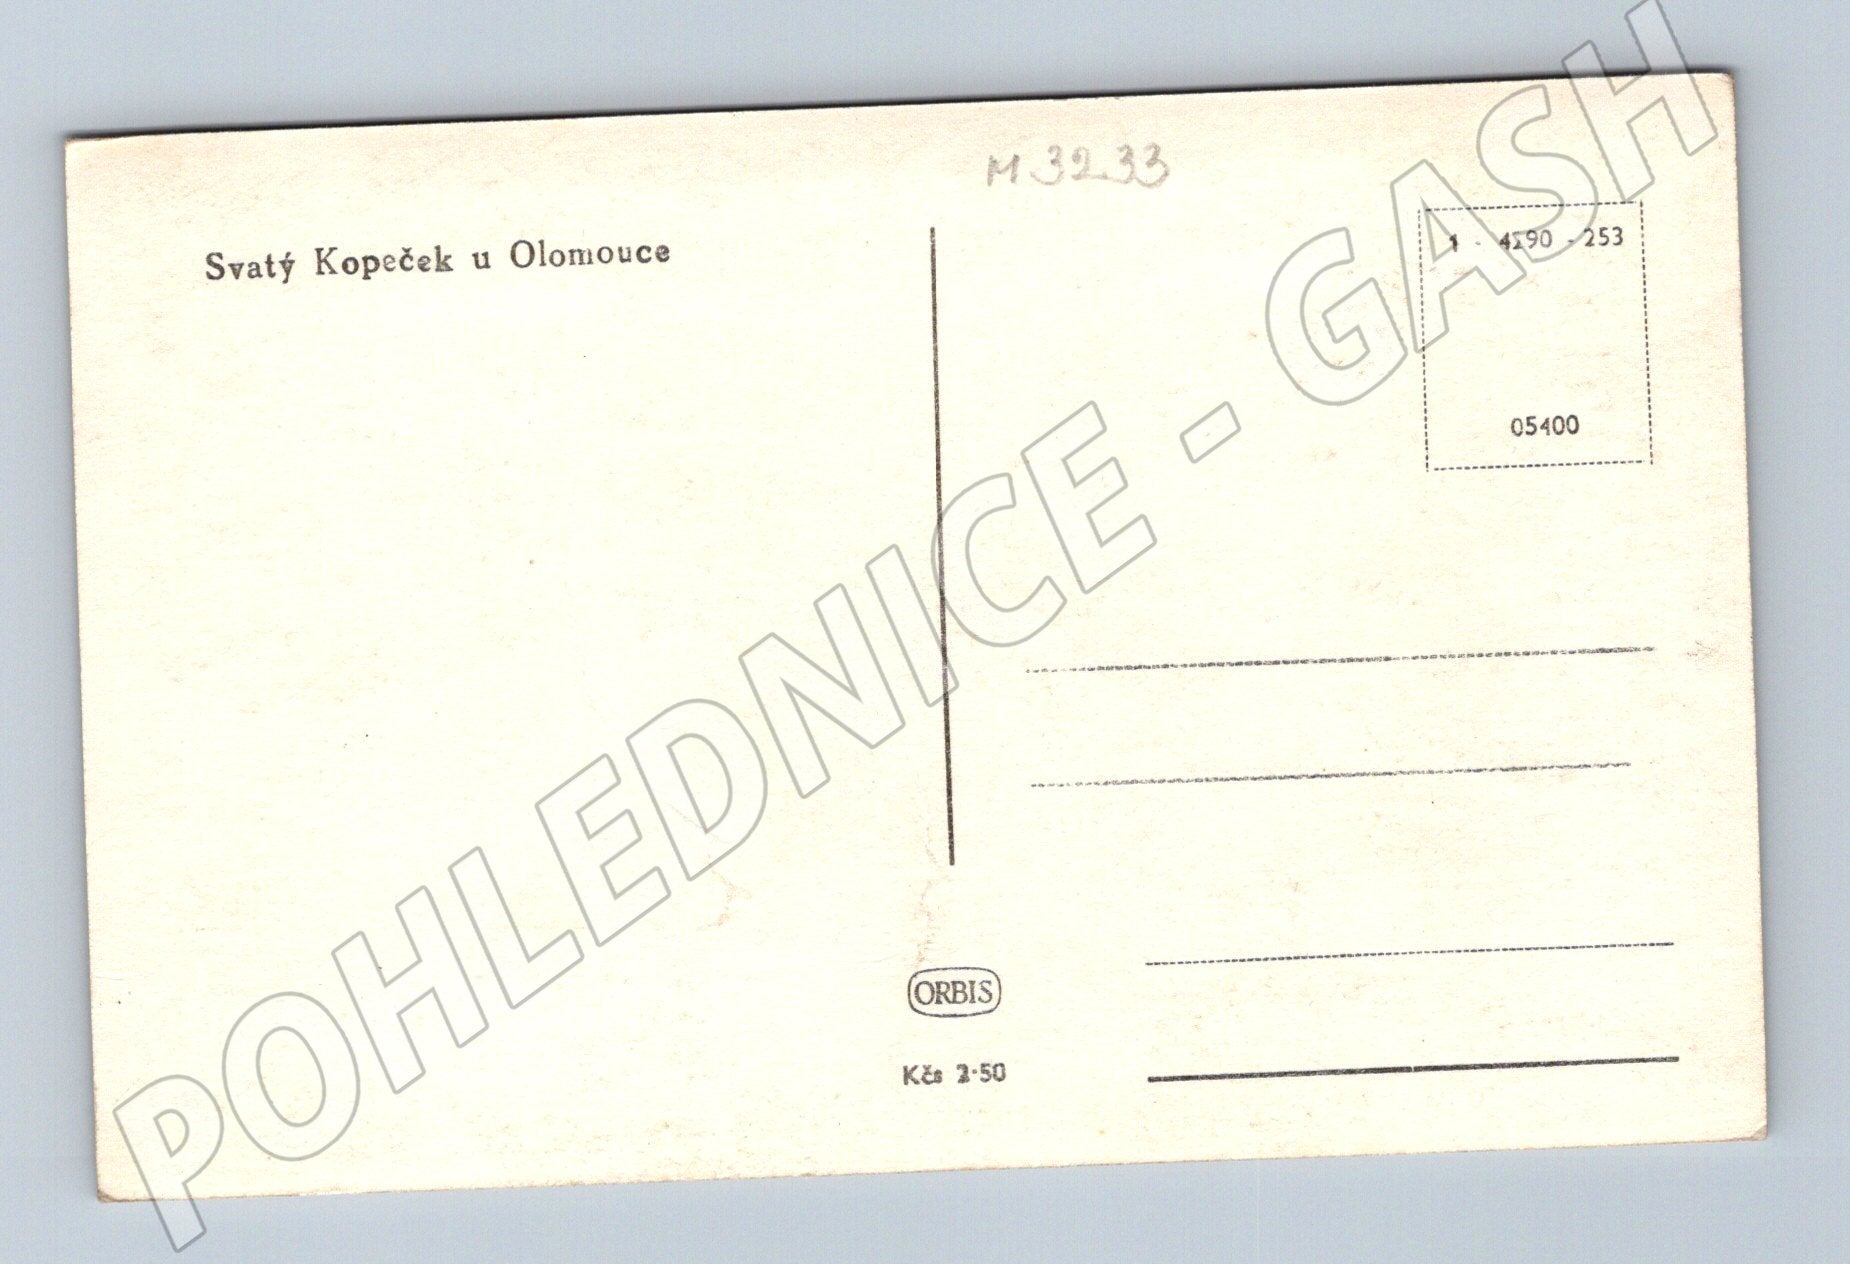 M 3233
Svatý Kopeček u Olomouce
1 - 4290 - 253
05400
ORBIS
Kčs 2·50
POHLEDNICE - GASH